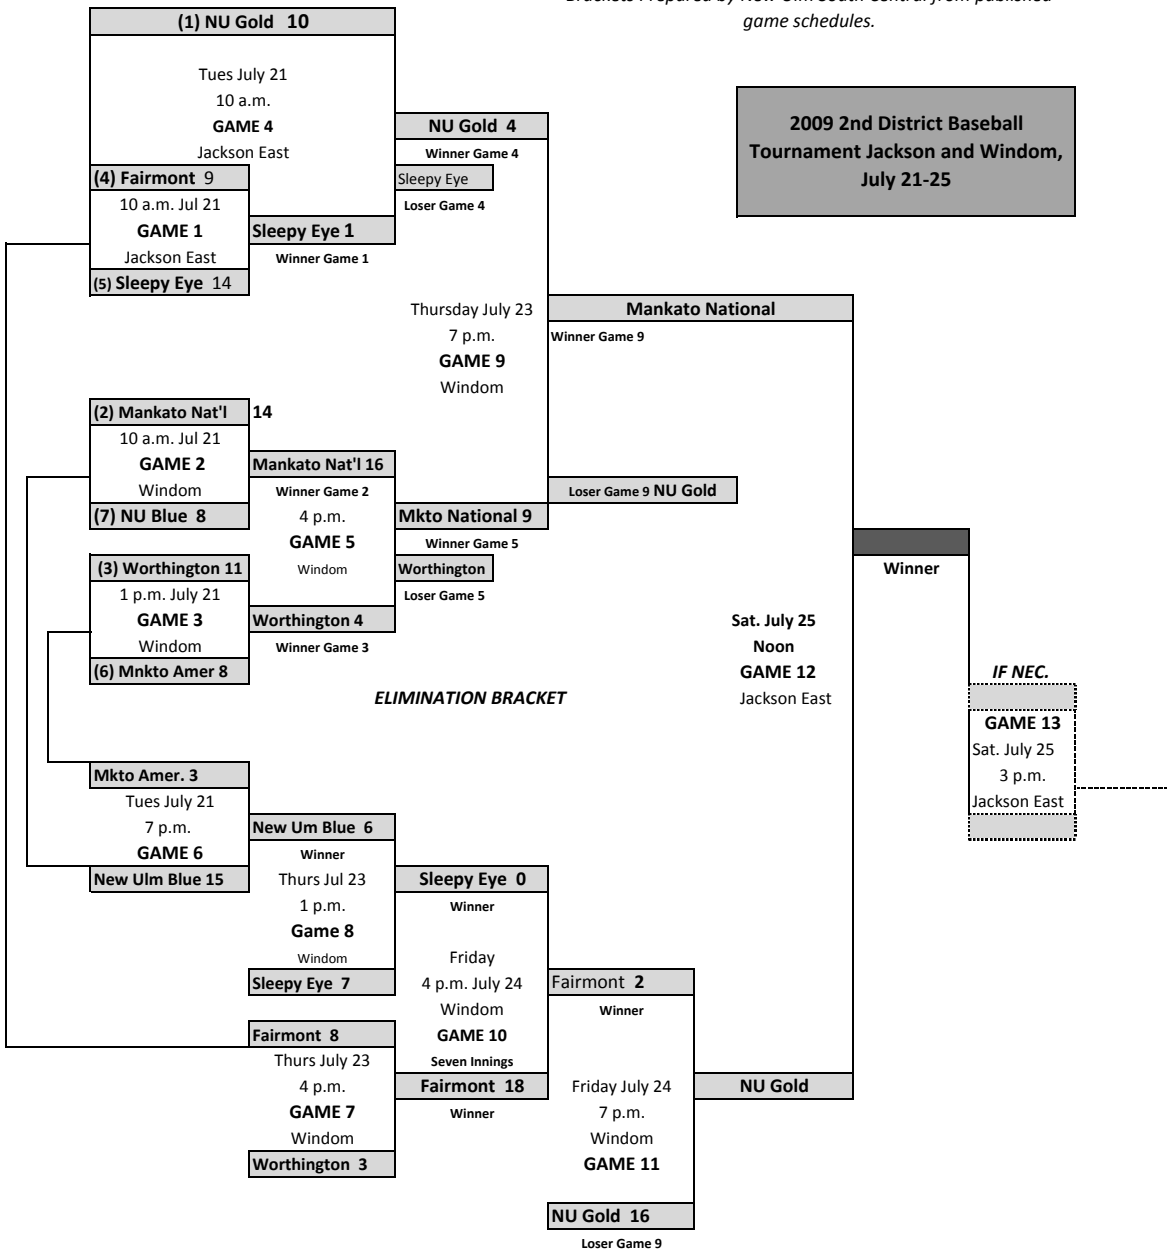 Brackets Prepared by New Ulm South Central from published
game schedules.
(1) NU Gold 10
Tues July 21
10 a.m.
GAME 4
Jackson East
NU Gold 4
Winner Game 4
2009 2nd District Baseball
Tournament Jackson and Windom,
July 21-25
(4) Fairmont 9
10 a.m. Jul 21
GAME 1
Jackson East
(5) Sleepy Eye 14
Sleepy Eye
Loser Game 4
Sleepy Eye 1
Winner Game 1
Thursday July 23
7 p.m.
GAME 9
Windom
Mankato National
Winner Game 9
(2) Mankato Nat'l 14
10 a.m. Jul 21
GAME 2
Windom
(7) NU Blue 8
Mankato Nat'l 16
Winner Game 2
4 p.m.
GAME 5
Windom
Loser Game 9 NU Gold
Mkto National 9
Winner Game 5
Worthington
Loser Game 5
(3) Worthington 11
1 p.m. July 21
GAME 3
Windom
(6) Mnkto Amer 8
Worthington 4
Winner Game 3
Winner
Sat. July 25
Noon
GAME 12
Jackson East
ELIMINATION BRACKET
IF NEC.
GAME 13
Sat. July 25
3 p.m.
Jackson East
Mkto Amer. 3
Tues July 21
7 p.m.
GAME 6
New Ulm Blue 15
New Um Blue 6
Winner
Thurs Jul 23
1 p.m.
Game 8
Windom
Sleepy Eye 7
Sleepy Eye 0
Winner
Friday
4 p.m. July 24
Windom
GAME 10
Seven Innings
Fairmont 18
Winner
Fairmont 8
Thurs July 23
4 p.m.
GAME 7
Windom
Worthington 3
Fairmont 2
Winner
Friday July 24
7 p.m.
Windom
GAME 11
NU Gold
NU Gold 16
Loser Game 9